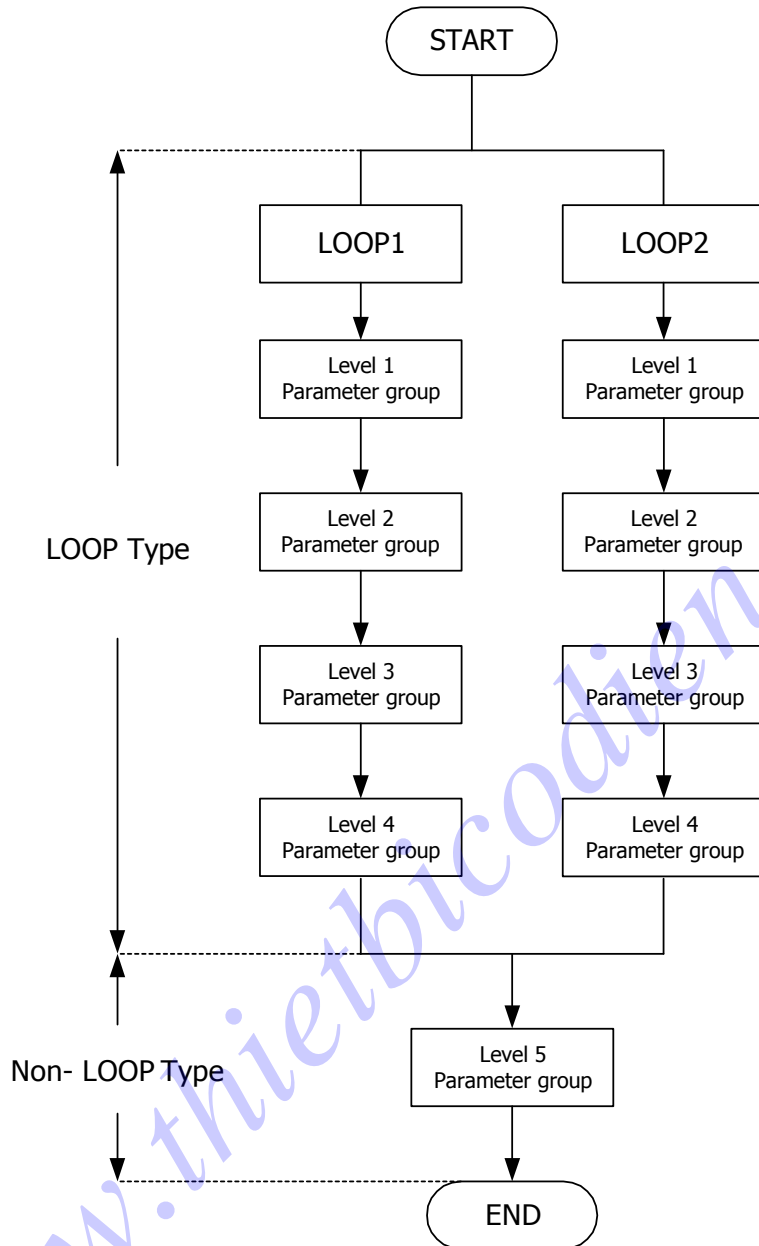 START
LOOP1
LOOP2
Level 1
Parameter group
Level 1
Parameter group
Level 2
Parameter group
Level 2
Parameter group
LOOP Type
Level 3
Parameter group
Level 3
Parameter group
Level 4
Parameter group
Level 4
Parameter group
Non- LOOP Type
Level 5
Parameter group
END
w.thietbicodien